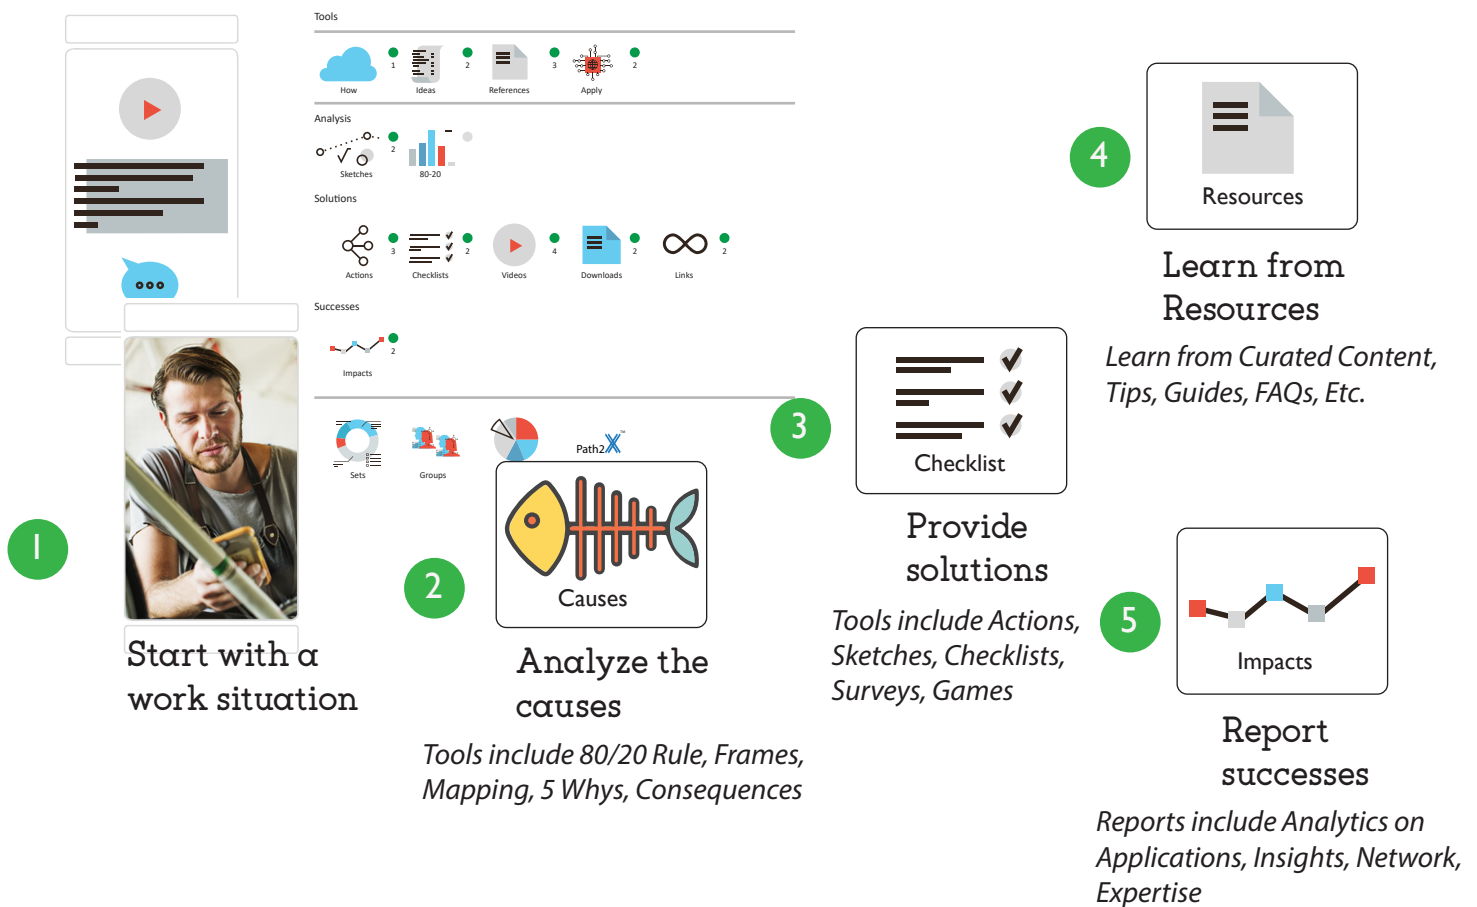 Tools
1
2
3
2
How
Ideas
References
Apply
Analysis
2
Sketches
80-20
Solutions
3
2
4
2
2
Actions
Checklists
Videos
Downloads
Links
Successes
2
Impacts
Sets
Groups
Path2X™
1
Start with a
work situation
2
Causes
Analyze the
causes
Tools include 80/20 Rule, Frames,
Mapping, 5 Whys, Consequences
3
Checklist
Provide
solutions
Tools include Actions,
Sketches, Checklists,
Surveys, Games
4
Resources
Learn from
Resources
Learn from Curated Content,
Tips, Guides, FAQs, Etc.
5
Impacts
Report
successes
Reports include Analytics on
Applications, Insights, Network,
Expertise